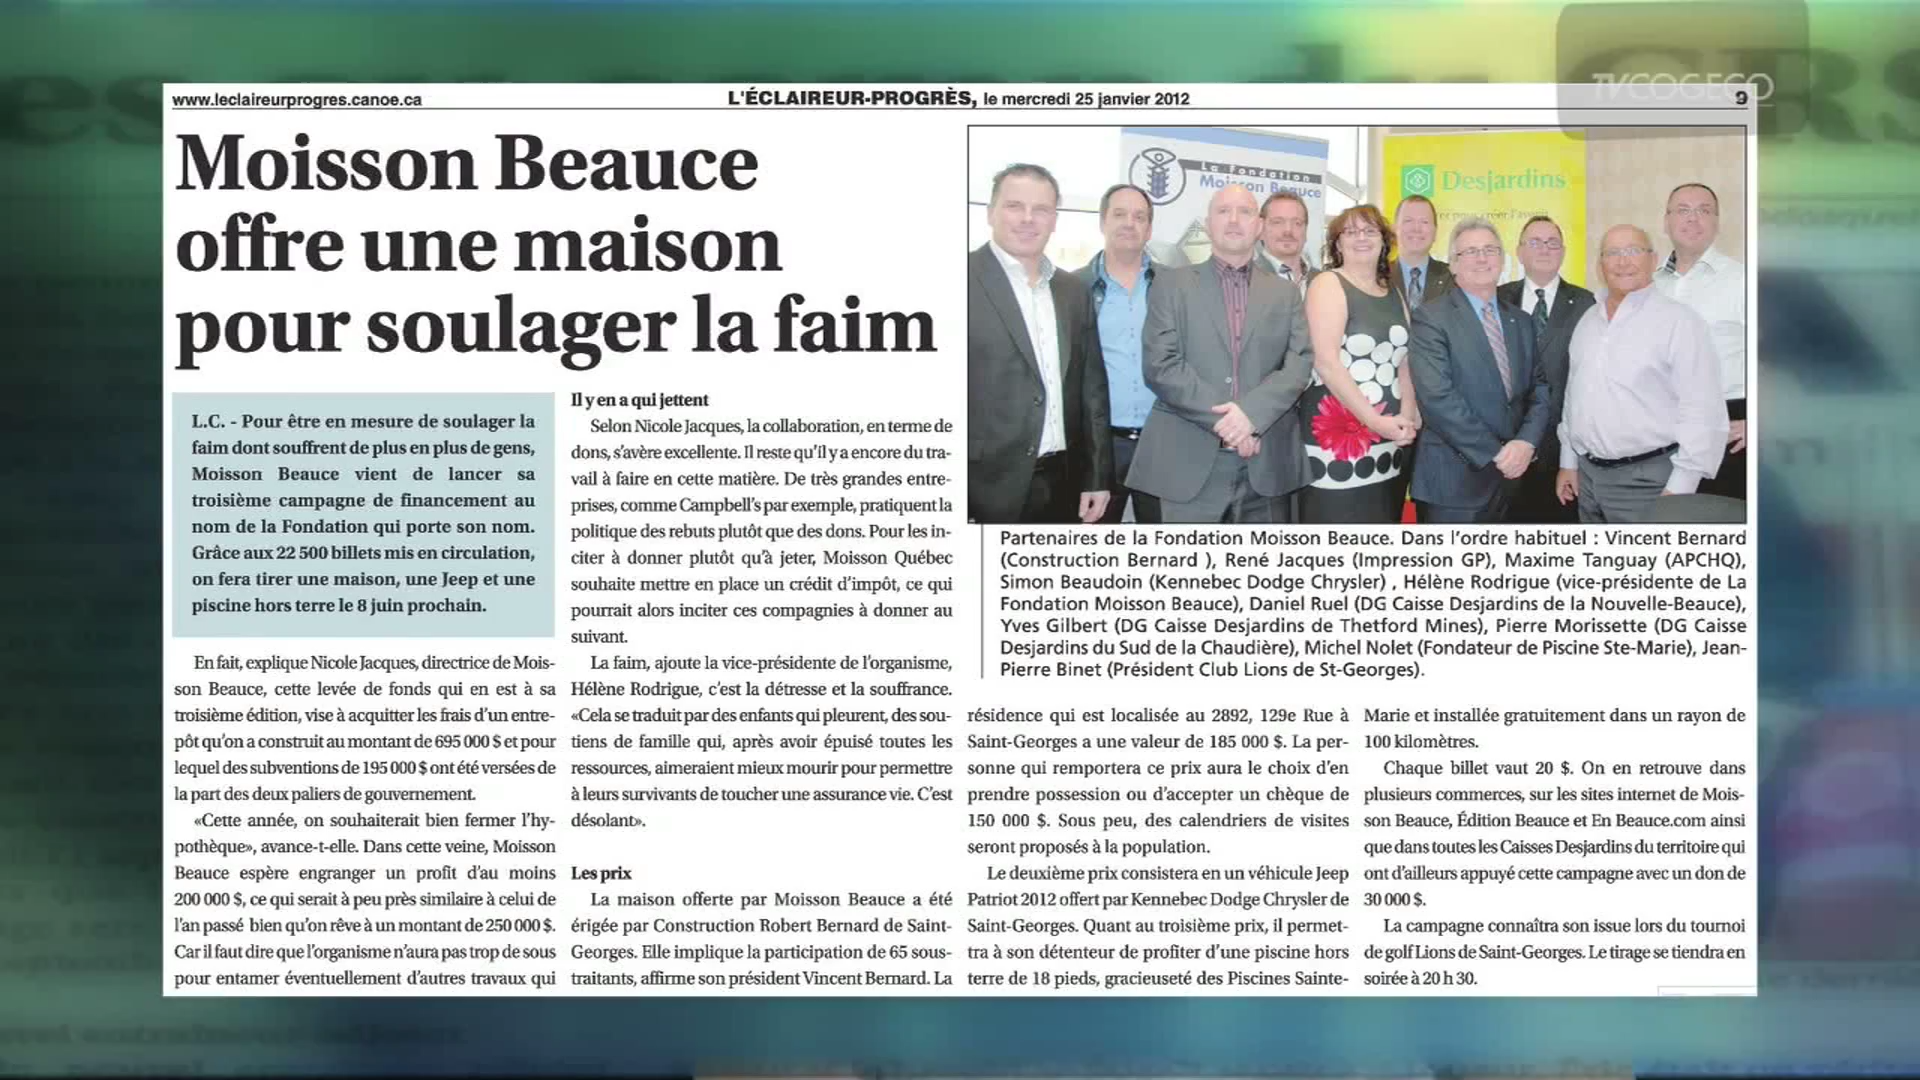 TVCOGECO
www.leclaireurprogres.canoe.ca
L'ÉCLAIREUR-PROGRÈS, le mercredi 25 janvier 2012
9
Moisson Beauce
offre une maison
pour soulager la faim
L.C. - Pour être en mesure de soulager la
faim dont souffrent de plus en plus de gens,
Moisson Beauce vient de lancer sa
troisième campagne de financement au
nom de la Fondation qui porte son nom.
Grâce aux 22 500 billets mis en circulation,
on fera tirer une maison, une Jeep et une
piscine hors terre le 8 juin prochain.
En fait, explique Nicole Jacques, directrice de Mois-
son Beauce, cette levée de fonds qui en est à sa
troisième édition, vise à acquitter les frais d'un entre-
pôt qu'on a construit au montant de 695 000 $ et pour
lequel des subventions de 195 000 $ ont été versées de
la part des deux paliers de gouvernement.
«Cette année, on souhaiterait bien fermer l'hy-
pothèque», avance-t-elle. Dans cette veine, Moisson
Beauce espère engranger un profit d'au moins
200 000 $, ce qui serait à peu près similaire à celui de
l'an passé bien qu'on rêve à un montant de 250 000 $.
Car il faut dire que l'organisme n'aura pas trop de sous
pour entamer éventuellement d'autres travaux qui
Il y en a qui jettent
Selon Nicole Jacques, la collaboration, en terme de
dons, s'avère excellente. Il reste qu'il y a encore du tra-
vail à faire en cette matière. De très grandes entre-
prises, comme Campbell's par exemple, pratiquent la
politique des rebuts plutôt que des dons. Pour les in-
citer à donner plutôt qu'à jeter, Moisson Québec
souhaite mettre en place un crédit d'impôt, ce qui
pourrait alors inciter ces compagnies à donner au
suivant.
La faim, ajoute la vice-présidente de l'organisme,
Hélène Rodrigue, c'est la détresse et la souffrance.
«Cela se traduit par des enfants qui pleurent, des sou-
tiens de famille qui, après avoir épuisé toutes les
ressources, aimeraient mieux mourir pour permettre
à leurs survivants de toucher une assurance vie. C'est
désolant».
Les prix
La maison offerte par Moisson Beauce a été
érigée par Construction Robert Bernard de Saint-
Georges. Elle implique la participation de 65 sous-
traitants, affirme son président Vincent Bernard. La
La Fondation
Moisson Beauce
Desjardins
Partenaires de la Fondation Moisson Beauce. Dans l'ordre habituel : Vincent Bernard
(Construction Bernard ), René Jacques (Impression GP), Maxime Tanguay (APCHQ),
Simon Beaudoin (Kennebec Dodge Chrysler) , Hélène Rodrigue (vice-présidente de La
Fondation Moisson Beauce), Daniel Ruel (DG Caisse Desjardins de la Nouvelle-Beauce),
Yves Gilbert (DG Caisse Desjardins de Thetford Mines), Pierre Morissette (DG Caisse
Desjardins du Sud de la Chaudière), Michel Nolet (Fondateur de Piscine Ste-Marie), Jean-
Pierre Binet (Président Club Lions de St-Georges).
résidence qui est localisée au 2892, 129e Rue à
Saint-Georges a une valeur de 185 000 $. La per-
sonne qui remportera ce prix aura le choix d'en
prendre possession ou d'accepter un chèque de
150 000 $. Sous peu, des calendriers de visites
seront proposés à la population.
Le deuxième prix consistera en un véhicule Jeep
Patriot 2012 offert par Kennebec Dodge Chrysler de
Saint-Georges. Quant au troisième prix, il permet-
tra à son détenteur de profiter d'une piscine hors
terre de 18 pieds, gracieuseté des Piscines Sainte-
Marie et installée gratuitement dans un rayon de
100 kilomètres.
Chaque billet vaut 20 $. On en retrouve dans
plusieurs commerces, sur les sites internet de Mois-
son Beauce, Édition Beauce et En Beauce.com ainsi
que dans toutes les Caisses Desjardins du territoire qui
ont d'ailleurs appuyé cette campagne avec un don de
30 000 $.
La campagne connaîtra son issue lors du tournoi
de golf Lions de Saint-Georges. Le tirage se tiendra en
soirée à 20 h 30.